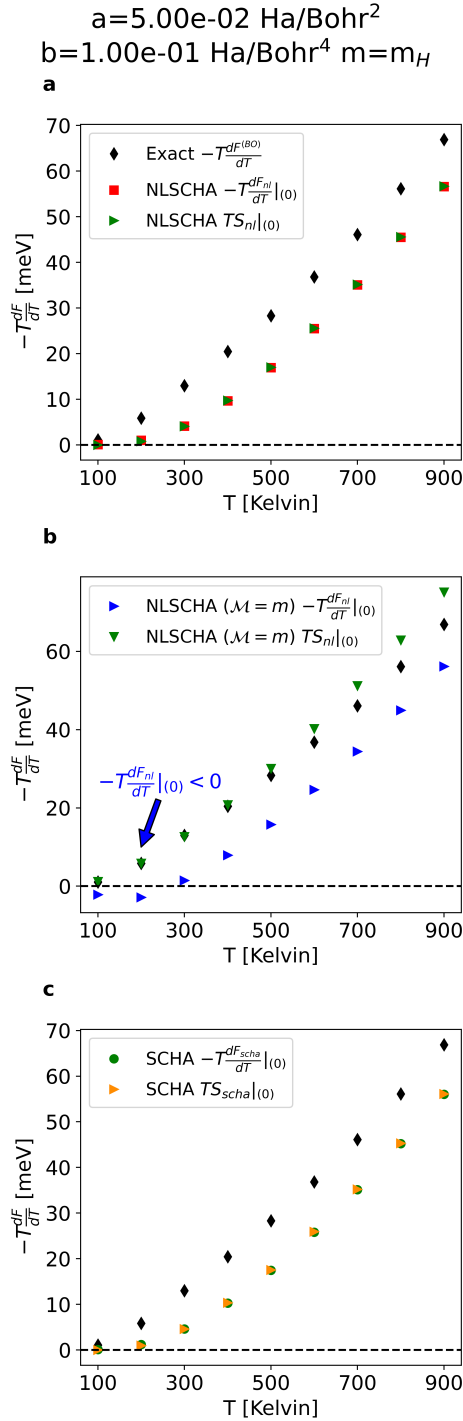 a=5.00e-02 Ha/Bohr²
b=1.00e-01 Ha/Bohr⁴ m=m_H
a
70
60
50
40
30
20
10
0
−T dF/dT [meV]
Exact −T dF^(BO)/dT
NLSCHA −T dF_nl/dT|(0)
NLSCHA TS_nl|(0)
100 300 500 700 900
T [Kelvin]
b
60
40
20
0
−T dF/dT [meV]
NLSCHA (ℳ = m) −T dF_nl/dT|(0)
NLSCHA (ℳ = m) TS_nl|(0)
−T dF_nl/dT|(0) < 0
100 300 500 700 900
T [Kelvin]
c
70
60
50
40
30
20
10
0
−T dF/dT [meV]
SCHA −T dF_scha/dT|(0)
SCHA TS_scha|(0)
100 300 500 700 900
T [Kelvin]